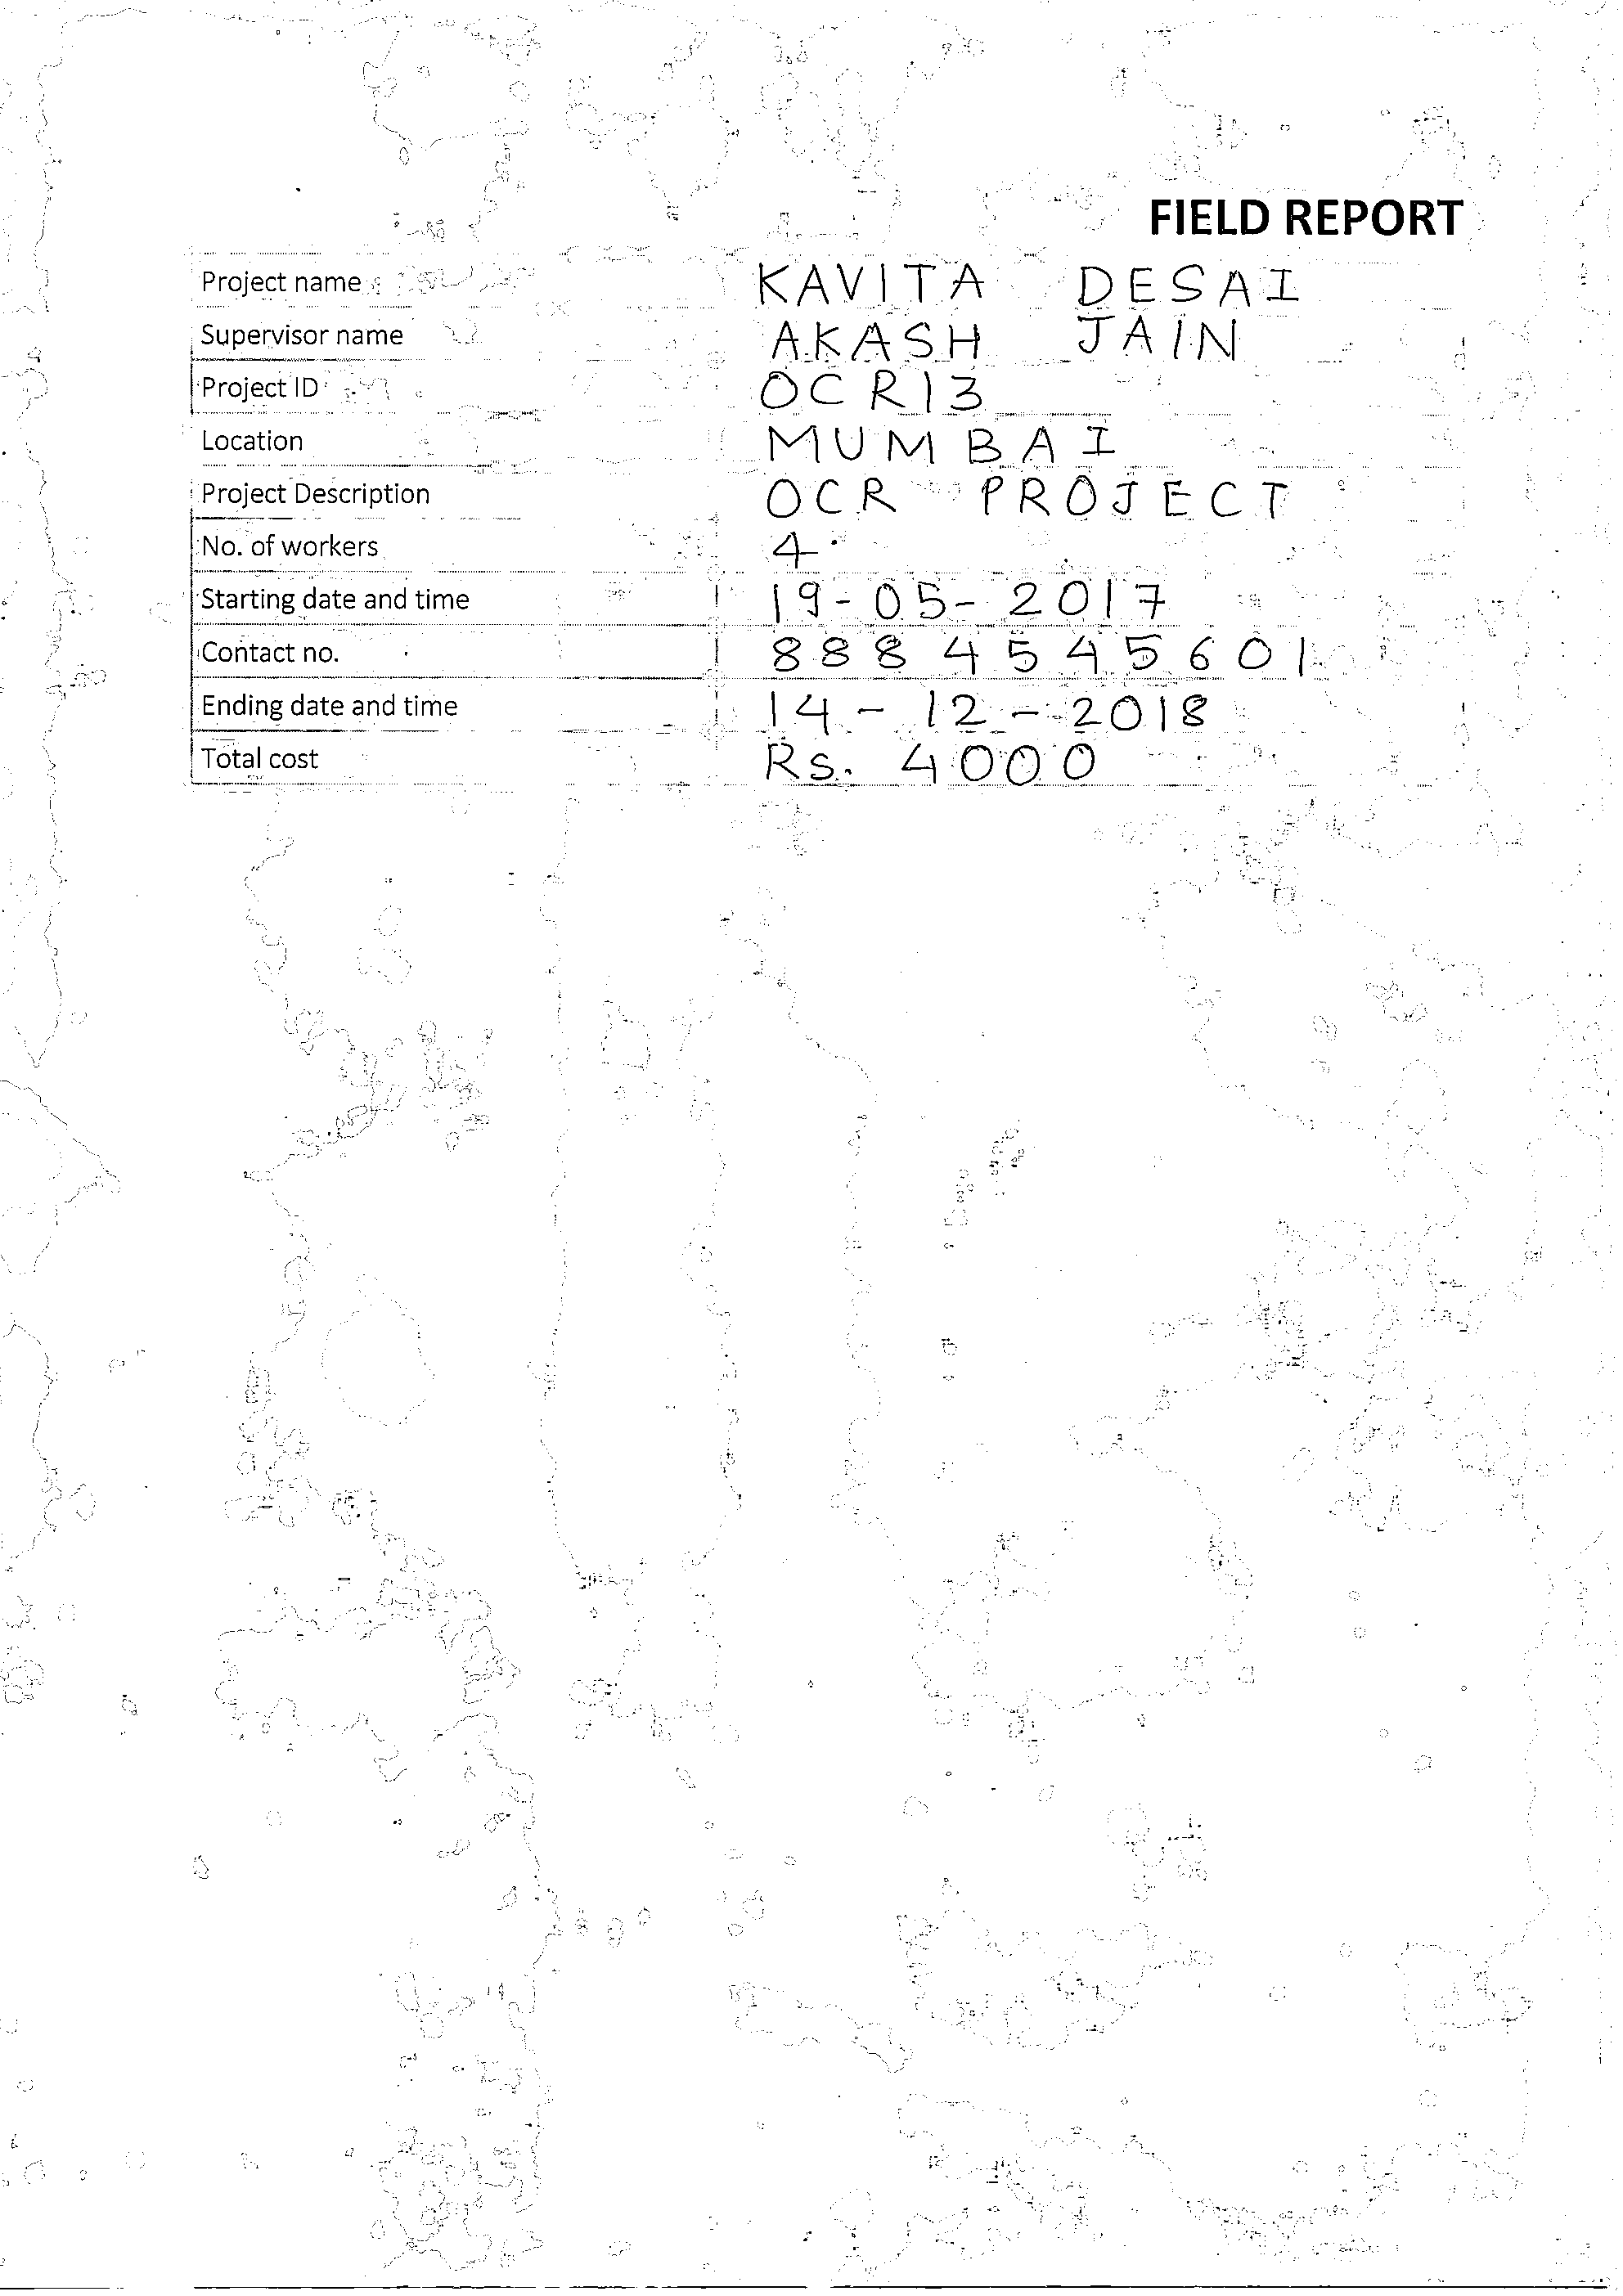 FIELD REPORT
Project name KAVITA DESAI
Supervisor name AKASH JAIN
Project ID OCR13
Location MUMBAI
Project Description OCR PROJECT
No. of workers 4
Starting date and time 19-05-2017
Contact no. 8884545601
Ending date and time 14-12-2018
Total cost Rs. 4000